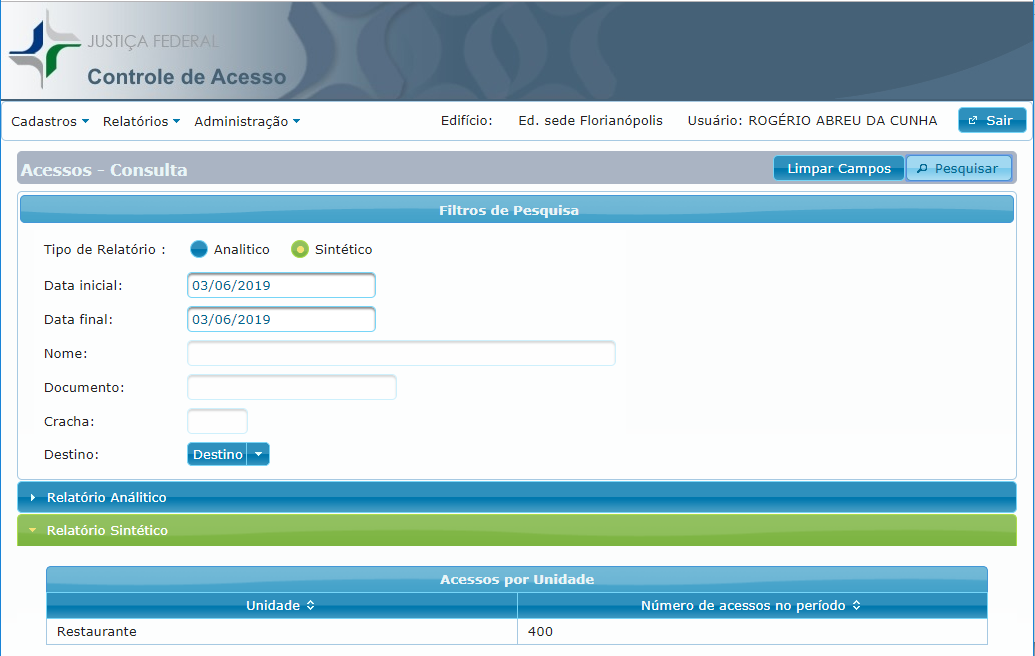 JUSTIÇA FEDERAL
Controle de Acesso
Cadastros Relatórios Administração Edifício: Ed. sede Florianópolis Usuário: ROGÉRIO ABREU DA CUNHA Sair
Acessos - Consulta Limpar Campos Pesquisar
Filtros de Pesquisa
Tipo de Relatório : Analitico Sintético
Data inicial: 03/06/2019
Data final: 03/06/2019
Nome:
Documento:
Cracha:
Destino: Destino
Relatório Análitico
Relatório Sintético
Acessos por Unidade
Unidade Número de acessos no período
Restaurante 400